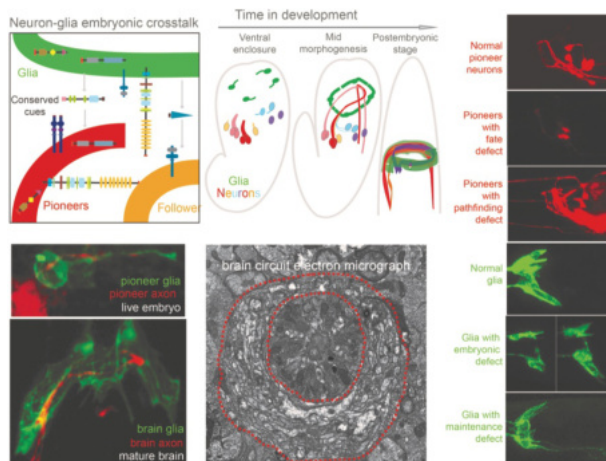 Neuron-glia embryonic crosstalk
Glia
Conserved
cues
Pioneers
Follower
Time in development
Ventral
enclosure
Mid
morphogenesis
Postembryonic
stage
Glia
Neurons
Normal
pioneer
neurons
Pioneers
with
fate
defect
Pioneers
with
pathfinding
defect
pioneer glia
pioneer axon
live embryo
brain glia
brain axon
mature brain
brain circuit electron micrograph
Normal
glia
Glia with
embryonic
defect
Glia with
maintenance
defect